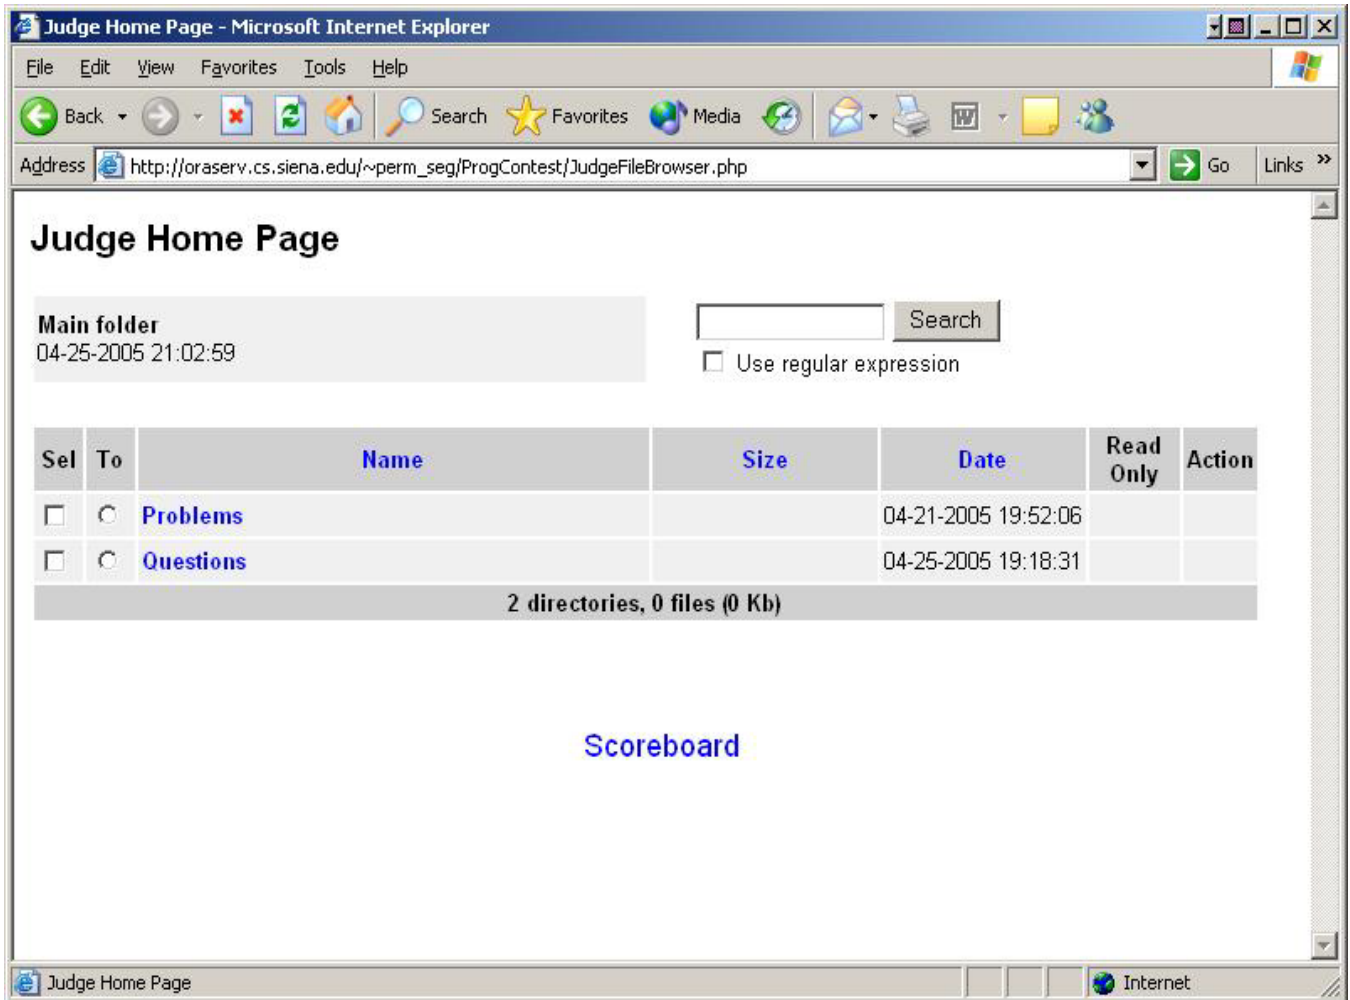 Judge Home Page - Microsoft Internet Explorer
File Edit View Favorites Tools Help
Back Search Favorites Media
Address http://oraserv.cs.siena.edu/~perm_seg/ProgContest/JudgeFileBrowser.php Go Links »
Judge Home Page
Main folder
04-25-2005 21:02:59
Search
Use regular expression
Sel To Name Size Date Read Only Action
Problems 04-21-2005 19:52:06
Questions 04-25-2005 19:18:31
2 directories, 0 files (0 Kb)
Scoreboard
Judge Home Page Internet